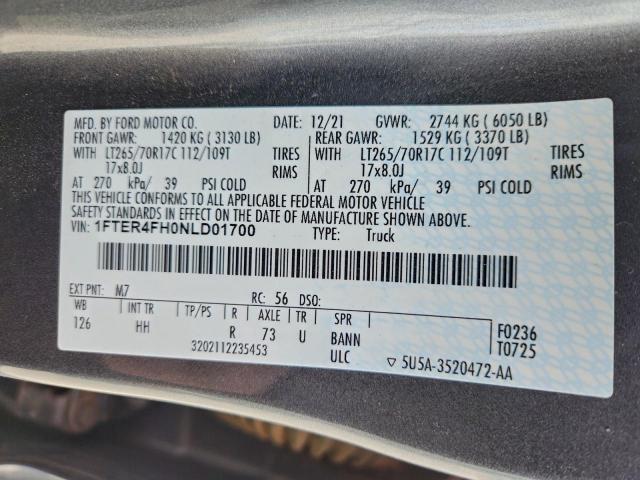 MFD. BY FORD MOTOR CO. DATE: 12/21 GVWR: 2744 KG ( 6050 LB)
FRONT GAWR: 1420 KG ( 3130 LB) REAR GAWR: 1529 KG ( 3370 LB)
WITH LT265/70R17C 112/109T TIRES WITH LT265/70R17C 112/109T TIRES
17x8.0J RIMS 17x8.0J RIMS
AT 270 kPa/ 39 PSI COLD AT 270 kPa/ 39 PSI COLD
THIS VEHICLE CONFORMS TO ALL APPLICABLE FEDERAL MOTOR VEHICLE
SAFETY STANDARDS IN EFFECT ON THE DATE OF MANUFACTURE SHOWN ABOVE.
VIN: 1FTER4FH0NLD01700 TYPE: Truck
EXT PNT: M7 RC: 56 DSO:
WB INT TR TP/PS R AXLE TR SPR F0236
126 HH R 73 U BANN T0725
3202112235453 ULC ▽ 5U5A-3520472-AA